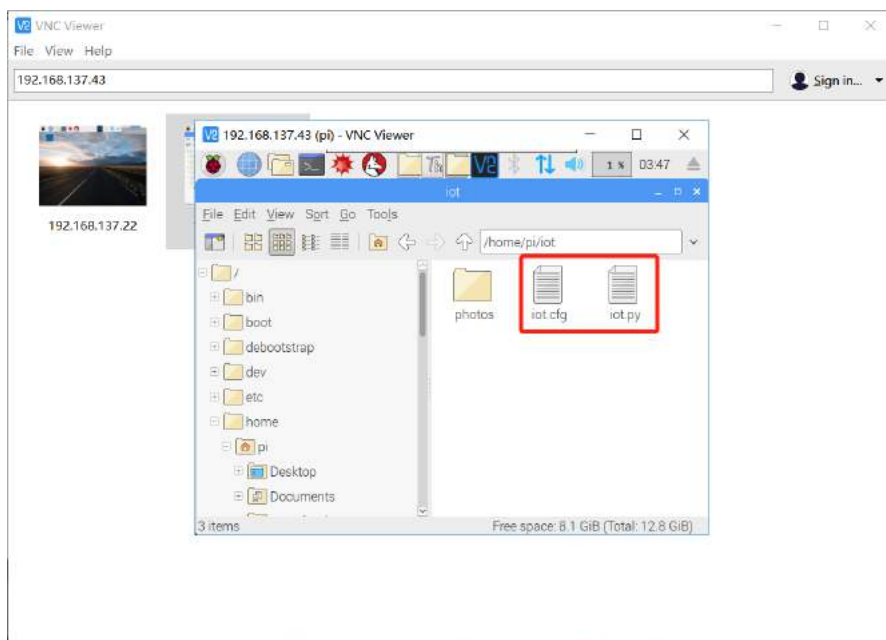 VNC Viewer
File View Help
192.168.137.43
Sign in...
192.168.137.22
192.168.137.43 (pi) - VNC Viewer
1 % 03:47
iot
File Edit View Sort Go Tools
/home/pi/iot
/
bin
boot
debootstrap
dev
etc
home
pi
Desktop
Documents
photos
iot.cfg
iot.py
3 items
Free space: 8.1 GiB (Total: 12.8 GiB)